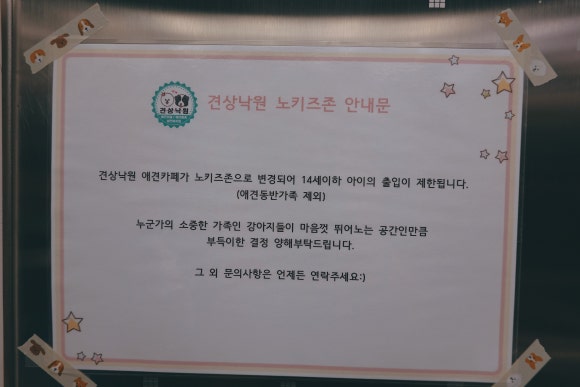 견상낙원
견상낙원 노키즈존 안내문
견상낙원 애견카페가 노키즈존으로 변경되어 14세이하 아이의 출입이 제한됩니다.
(애견동반가족 제외)
누군가의 소중한 가족인 강아지들이 마음껏 뛰어노는 공간인만큼
부득이한 결정 양해부탁드립니다.
그 외 문의사항은 언제든 연락주세요:)